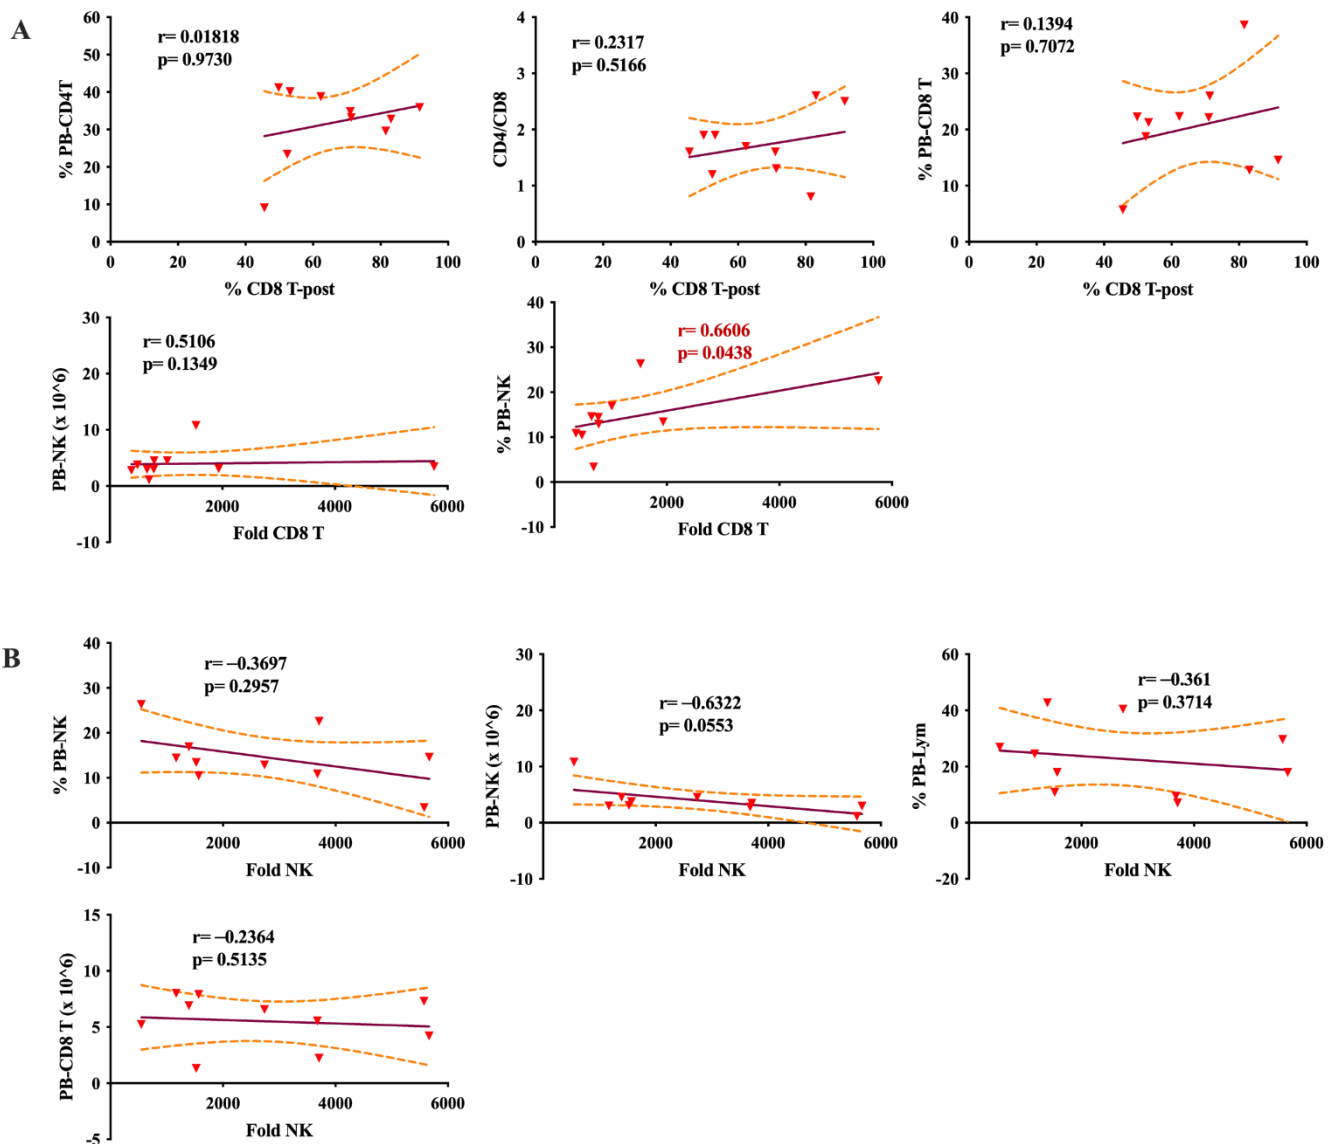 A
60
50
40
30
20
10
0
% PB-CD4T
r= 0.01818
p= 0.9730
0 20 40 60 80 100
% CD8 T-post
4
3
2
1
0
CD4/CD8
r= 0.2317
p= 0.5166
0 20 40 60 80 100
% CD8 T-post
40
30
20
10
0
% PB-CD8 T
r= 0.1394
p= 0.7072
0 20 40 60 80 100
% CD8 T-post
30
20
10
0
-10
PB-NK (x 10^6)
r= 0.5106
p= 0.1349
2000 4000 6000
Fold CD8 T
40
30
20
10
0
-10
% PB-NK
r= 0.6606
p= 0.0438
2000 4000 6000
Fold CD8 T
B
40
30
20
10
0
-10
% PB-NK
r= −0.3697
p= 0.2957
2000 4000 6000
Fold NK
30
20
10
0
-10
PB-NK (x 10^6)
r= −0.6322
p= 0.0553
2000 4000 6000
Fold NK
60
40
20
0
-20
% PB-Lym
r= −0.361
p= 0.3714
2000 4000 6000
Fold NK
15
10
5
0
-5
PB-CD8 T (x 10^6)
r= −0.2364
p= 0.5135
2000 4000 6000
Fold NK